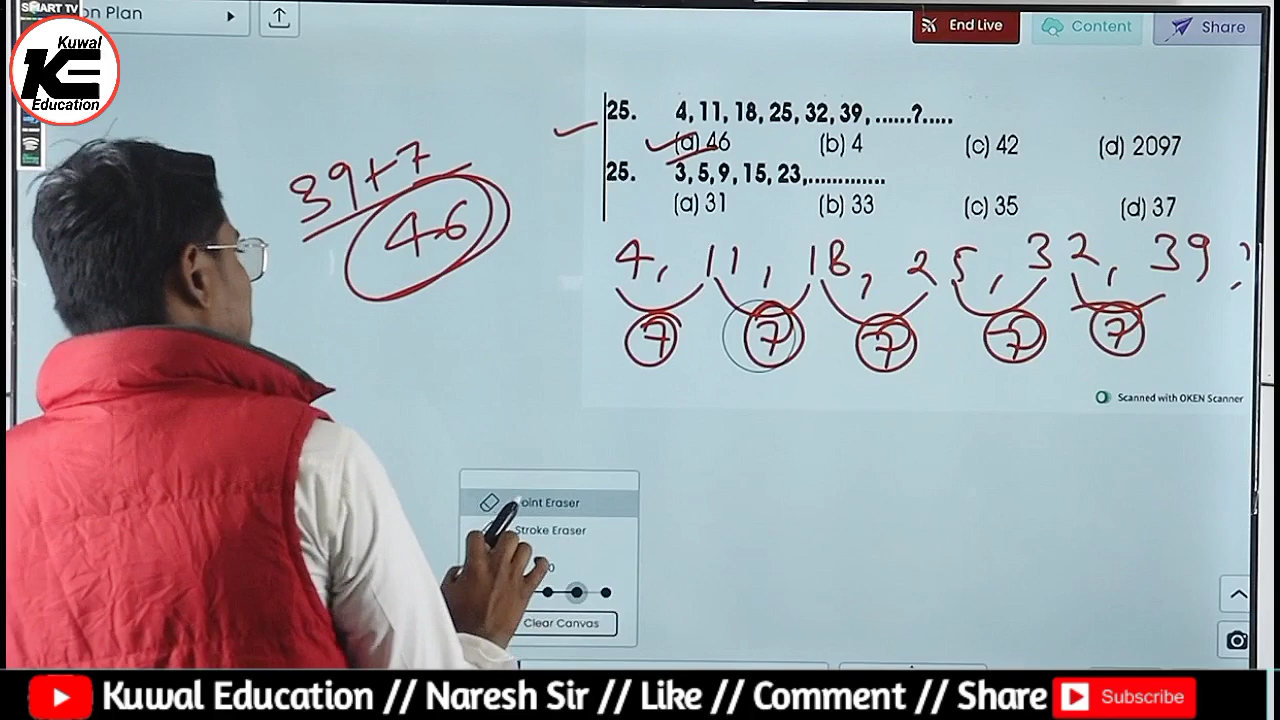 SMART TV
on Plan
End Live
Content
Share
Kuwal
KE
Education
25. 4, 11, 18, 25, 32, 39, ......?.....
(a) 46 (b) 4 (c) 42 (d) 2097
25. 3, 5, 9, 15, 23,.............
(a) 31 (b) 33 (c) 35 (d) 37
39+7
46
4, 11, 18, 25, 32, 39, ?
7 7 7 7 7
Scanned with OKEN Scanner
oint Eraser
Stroke Eraser
0
Clear Canvas
Kuwal Education // Naresh Sir // Like // Comment // Share
Subscribe